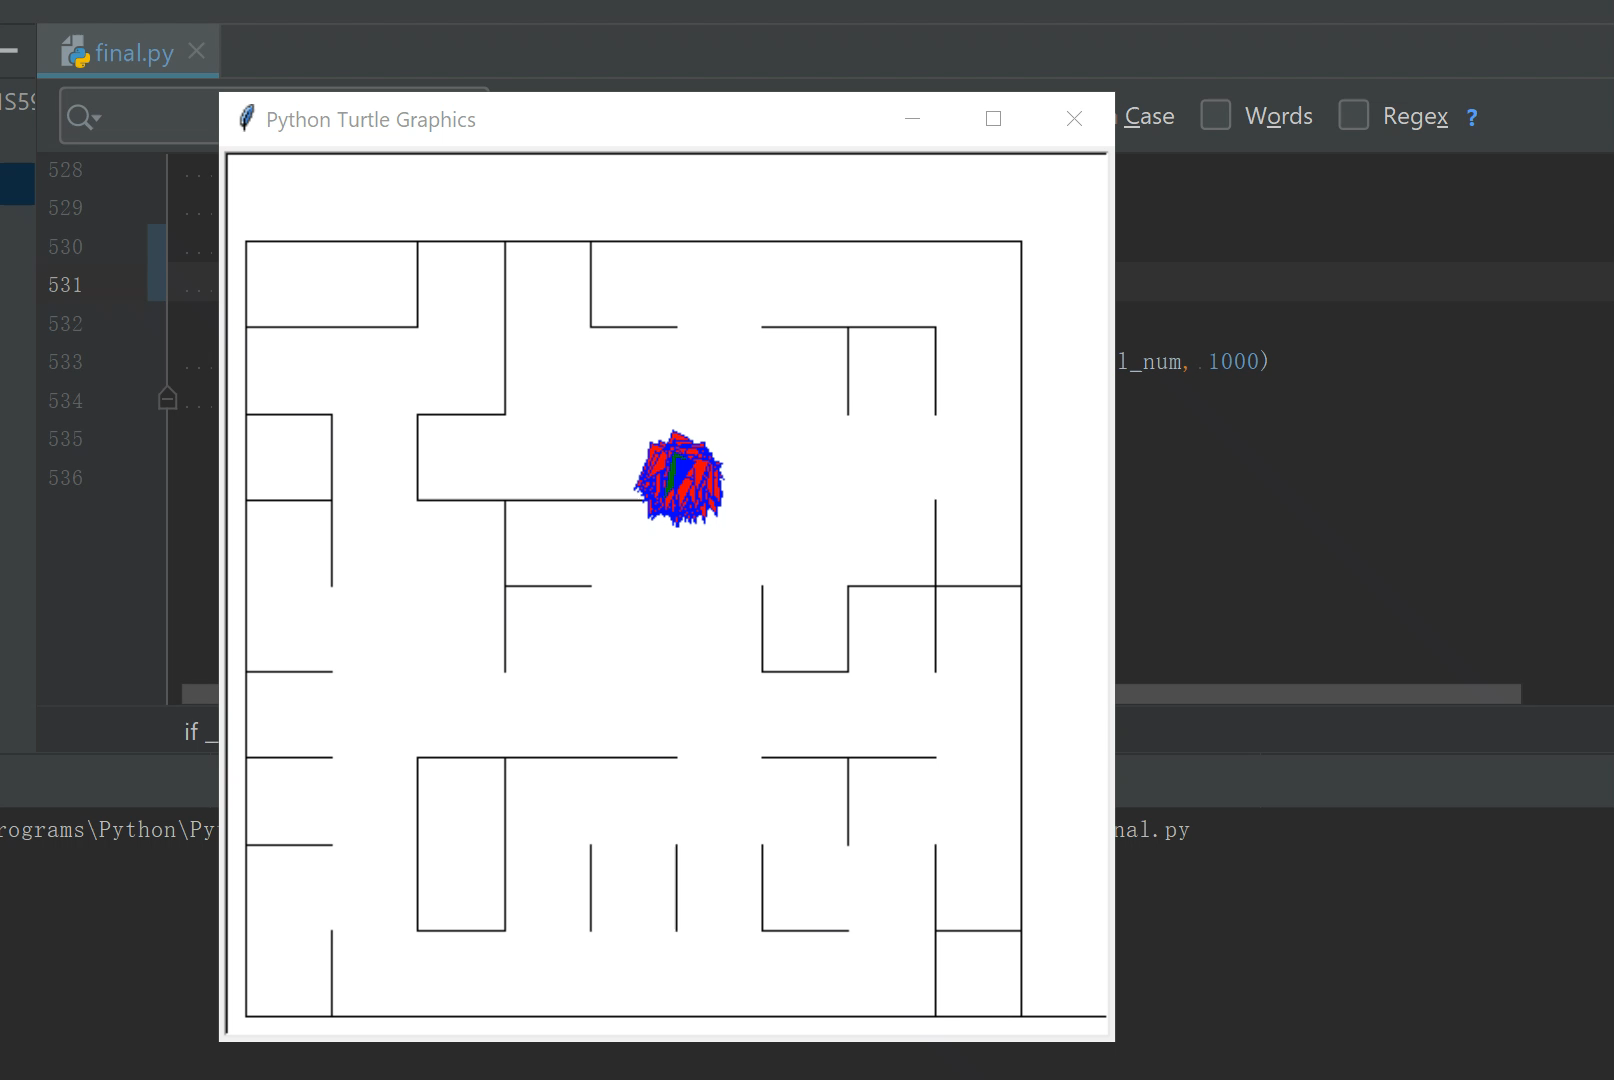 final.py
Python Turtle Graphics
Case Words Regex ?
528
529
530
531
532
533 l_num, 1000)
534
535
536
if _
rograms\Python\Py
nal.py